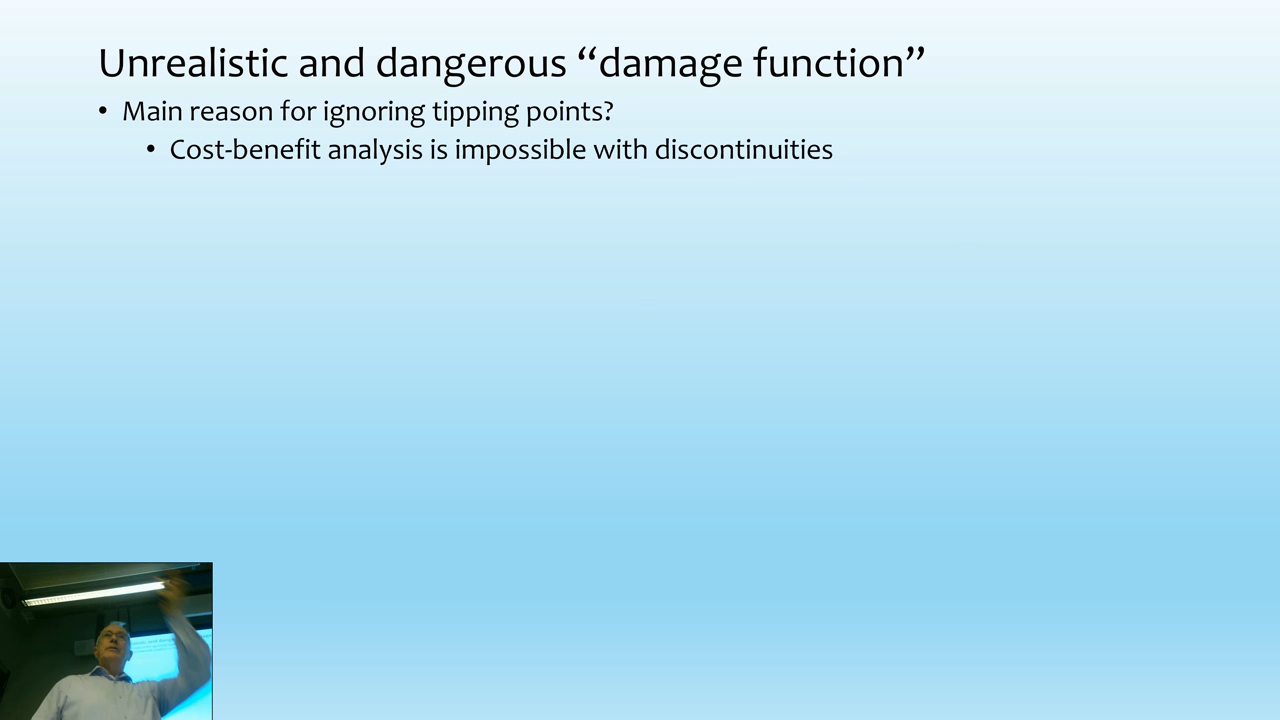 Unrealistic and dangerous “damage function”
• Main reason for ignoring tipping points?
• Cost-benefit analysis is impossible with discontinuities